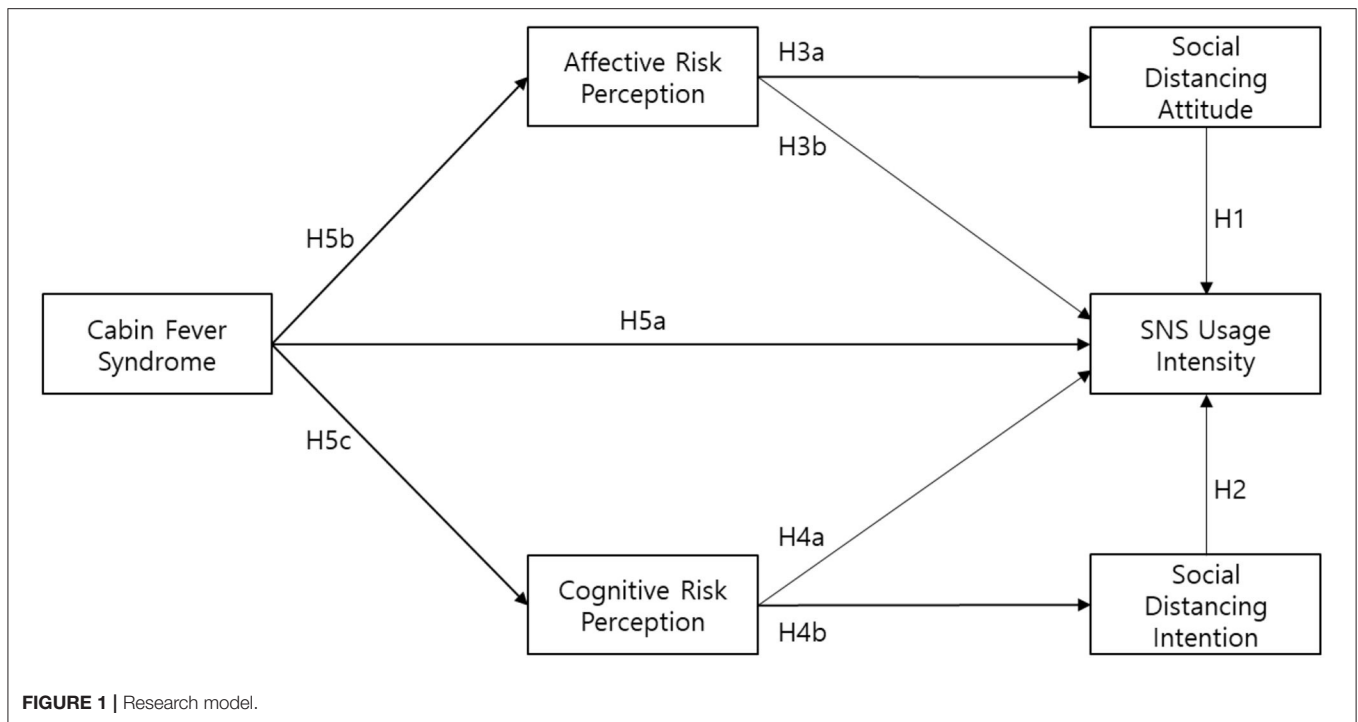 Affective Risk
Perception
H3a
Social
Distancing
Attitude
H3b
H1
H5b
Cabin Fever
Syndrome
H5a
SNS Usage
Intensity
H5c
H2
H4a
Cognitive Risk
Perception
H4b
Social
Distancing
Intention
FIGURE 1 | Research model.